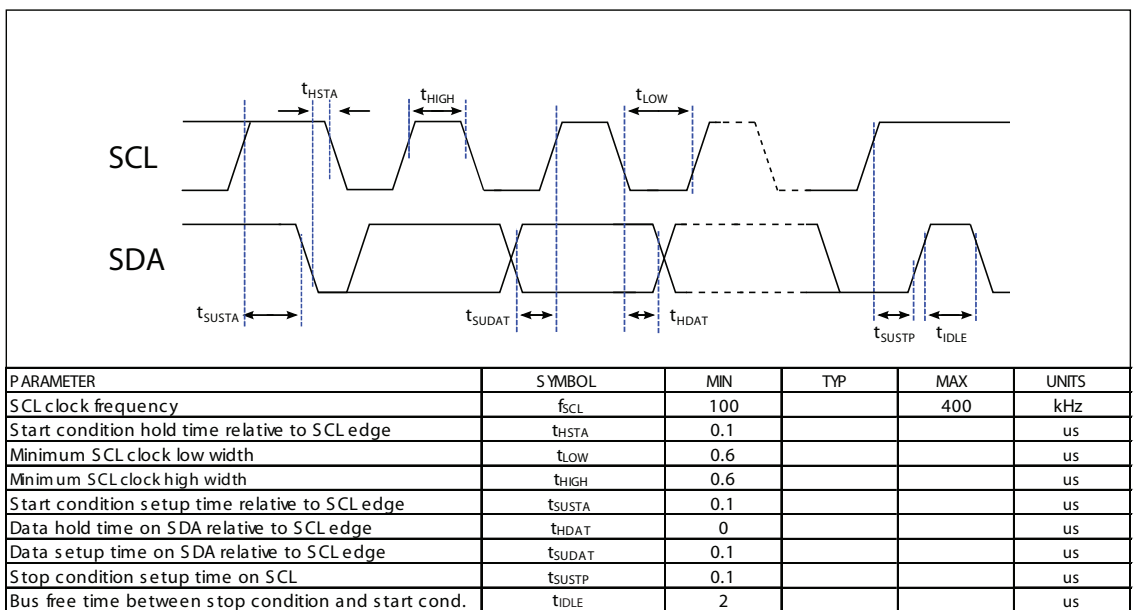 tHSTA
tHIGH
tLOW
SCL
SDA
tSUSTA
tSUDAT
tHDAT
tSUSTP
tIDLE
PARAMETER SYMBOL MIN TYP MAX UNITS
SCL clock frequency fSCL 100 400 kHz
Start condition hold time relative to SCL edge tHSTA 0.1 us
Minimum SCL clock low width tLOW 0.6 us
Minimum SCL clock high width tHIGH 0.6 us
Start condition setup time relative to SCL edge tSUSTA 0.1 us
Data hold time on SDA relative to SCL edge tHDAT 0 us
Data setup time on SDA relative to SCL edge tSUDAT 0.1 us
Stop condition setup time on SCL tSUSTP 0.1 us
Bus free time between stop condition and start cond. tIDLE 2 us